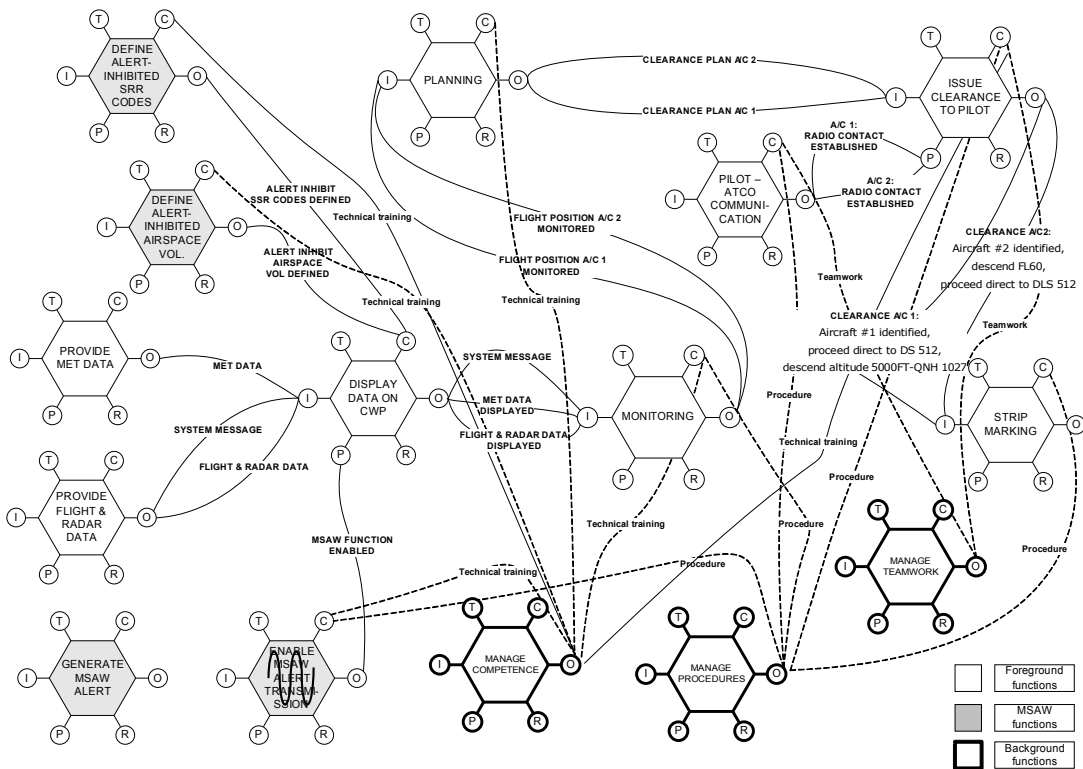 T
C
DEFINE
ALERT-
INHIBITED
SRR
CODES
I
O
P
R
T
C
PLANNING
I
O
P
R
CLEARANCE PLAN A/C 2
CLEARANCE PLAN A/C 1
T
C
ISSUE
CLEARANCE
TO PILOT
I
O
P
R
A/C 1:
RADIO CONTACT
ESTABLISHED
A/C 2:
RADIO CONTACT
ESTABLISHED
T
C
PILOT –
ATCO
COMMUNI-
CATION
I
O
P
R
T
C
DEFINE
ALERT-
INHIBITED
AIRSPACE
VOL.
I
O
P
R
ALERT INHIBIT
SSR CODES DEFINED
Technical training
ALERT INHIBIT
AIRSPACE
VOL DEFINED
FLIGHT POSITION A/C 2
MONITORED
FLIGHT POSITION A/C 1
MONITORED
Technical training
Technical training
Teamwork
CLEARANCE A/C2:
Aircraft #2 identified,
descend FL60,
proceed direct to DLS 512
Teamwork
CLEARANCE A/C 1:
Aircraft #1 identified,
proceed direct to DS 512,
descend altitude 5000FT-QNH 1027
T
C
PROVIDE
MET DATA
I
O
P
R
MET DATA
SYSTEM MESSAGE
FLIGHT & RADAR DATA
T
C
DISPLAY
DATA ON
CWP
I
O
P
R
SYSTEM MESSAGE
MET DATA
DISPLAYED
FLIGHT & RADAR DATA
DISPLAYED
T
C
MONITORING
I
O
P
R
Procedure
Technical training
Procedure
T
C
STRIP
MARKING
I
O
P
R
T
C
PROVIDE
FLIGHT &
RADAR
DATA
I
O
P
R
MSAW FUNCTION
ENABLED
Technical training
Procedure
Technical training
Procedure
Procedure
T
C
MANAGE
TEAMWORK
I
O
P
R
T
C
GENERATE
MSAW
ALERT
I
O
P
R
T
C
ENABLE
MSAW
ALERT
TRANSMI-
SSION
I
O
P
R
T
C
MANAGE
COMPETENCE
I
O
P
R
T
C
MANAGE
PROCEDURES
I
O
P
R
Foreground
functions
MSAW
functions
Background
functions